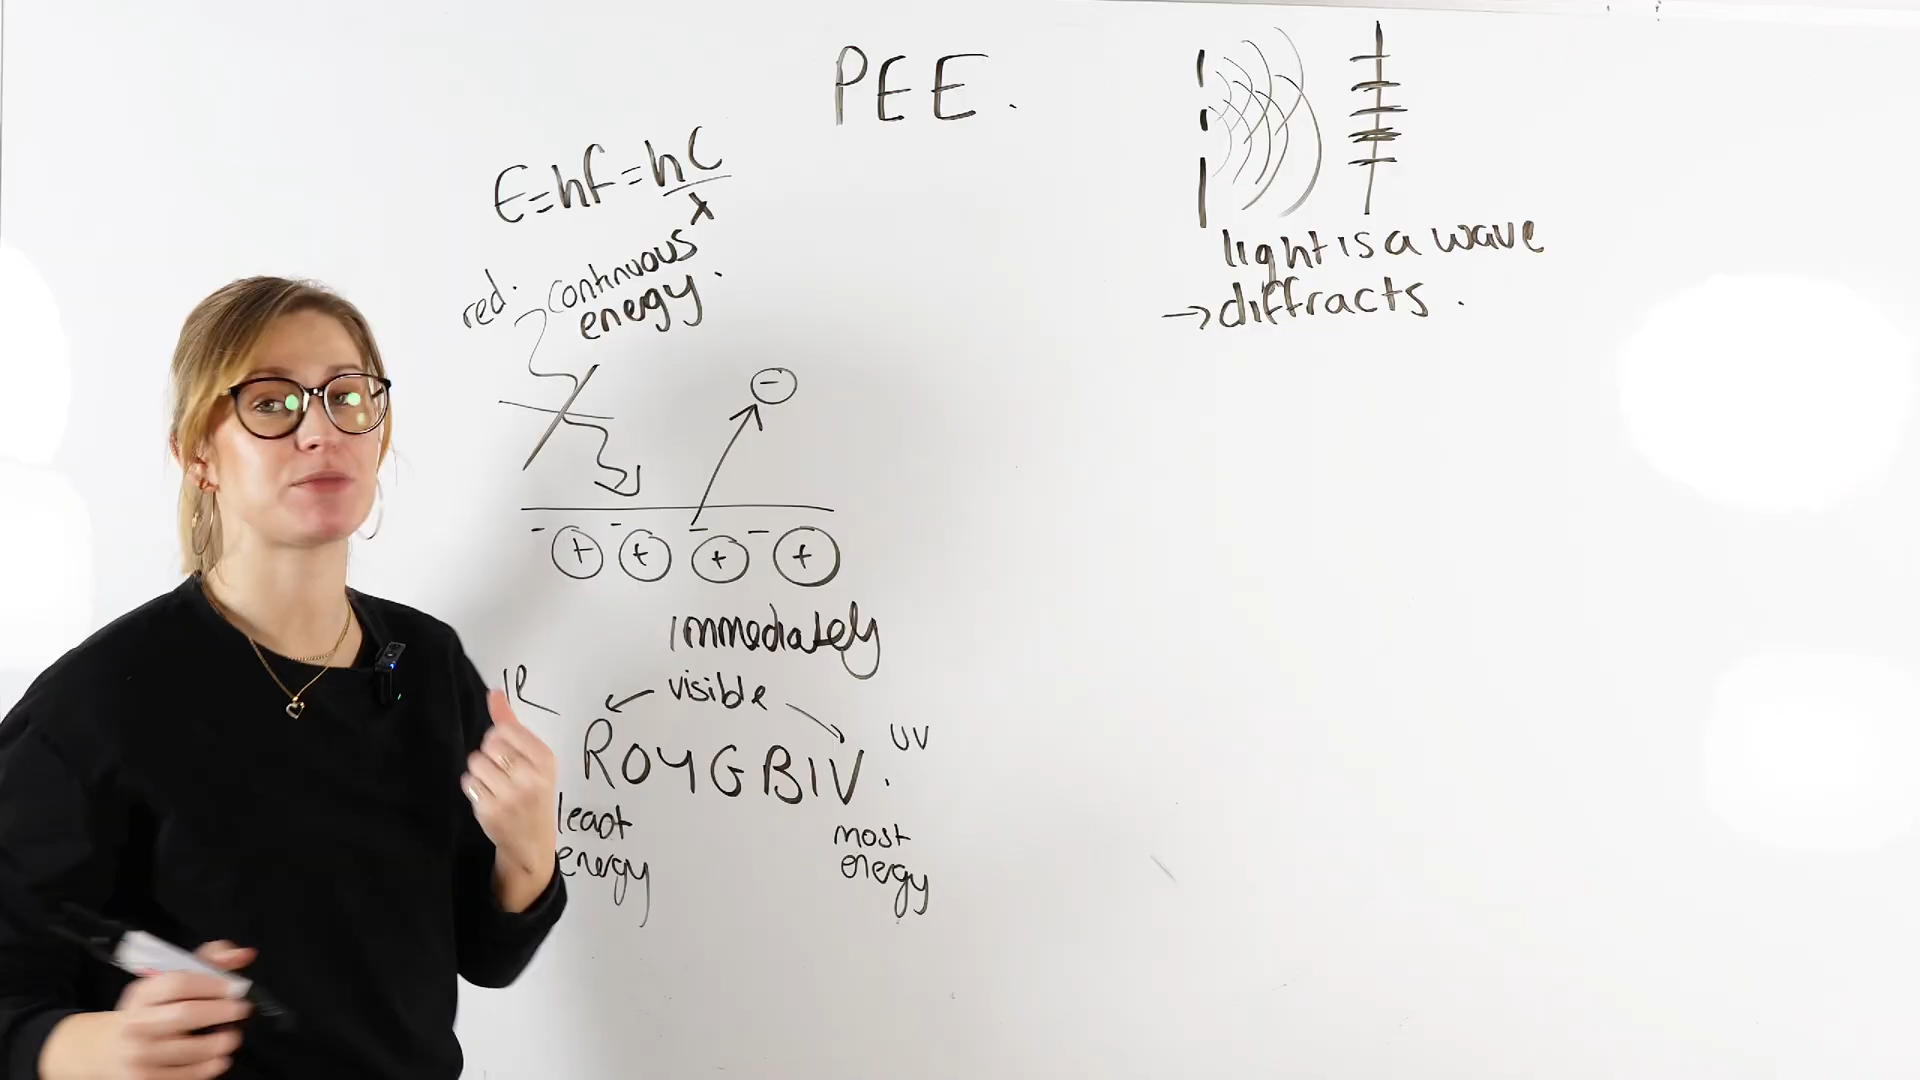 PEE.
E=hf=hc
λ
red.
continuous
energy.
light is a wave
→ diffracts.
-
- - - -
+ + + +
immediately
IR
← visible →
UV
ROYGBIV.
least
energy
most
energy